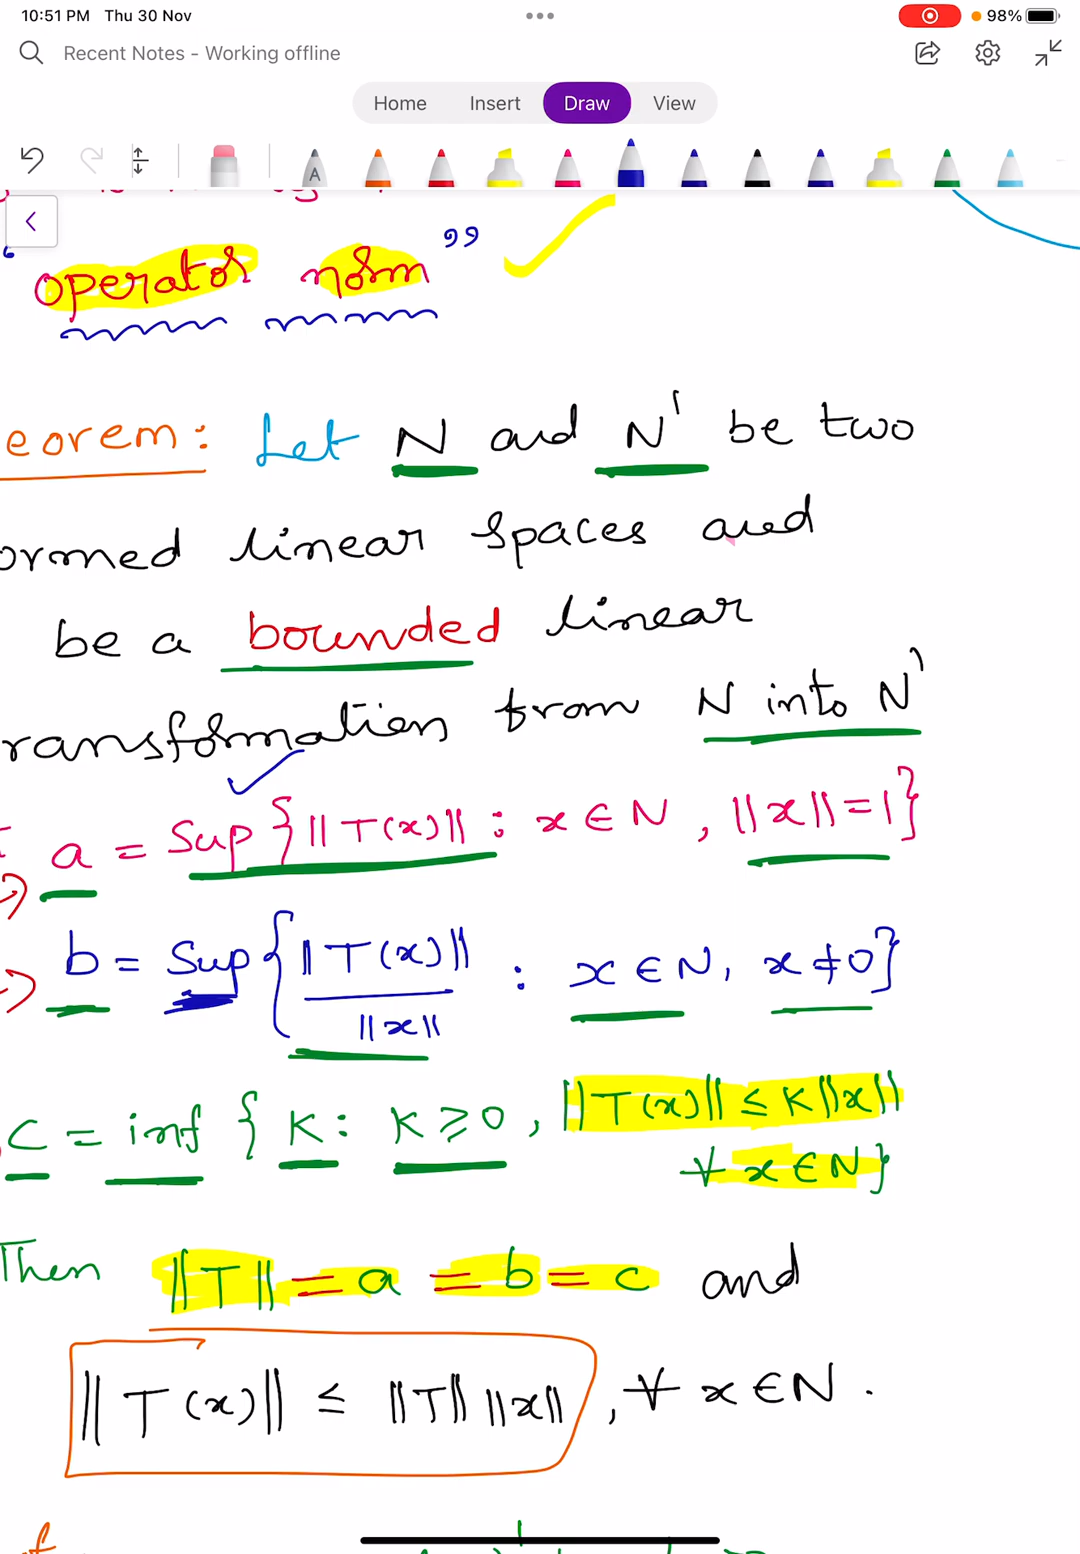 10:51 PM Thu 30 Nov
98%
Recent Notes - Working offline
Home Insert Draw View
A
“operator norm”
eorem: Let N and N' be two
ormed linear spaces and
be a bounded linear
ransformation from N into N'
a = Sup{||T(x)|| : x ∈ N, ||x|| = 1}
b = Sup{||T(x)|| / ||x|| : x ∈ N, x ≠ 0}
c = inf {K : K ≥ 0, ||T(x)|| ≤ K||x||
∀ x ∈ N}
Then ||T|| = a = b = c and
||T(x)|| ≤ ||T|| ||x||, ∀ x ∈ N.